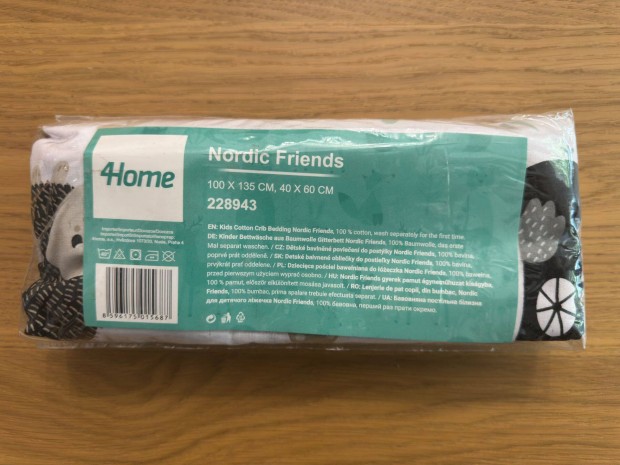 4Home
Nordic Friends
100 X 135 CM, 40 X 60 CM
228943
EN: Kids Cotton Crib Bedding Nordic Friends, 100 % cotton, wash separately for the first time.
DE: Kinder Bettwäsche aus Baumwolle Gitterbett Nordic Friends, 100% Baumwolle, das erste
Mal separat waschen. / CZ: Dětské bavlněné povlečení do postýlky Nordic Friends, 100% bavlna,
poprvé prát odděleně. / SK: Detské bavlnené obliečky do postieľky Nordic Friends, 100% bavlna,
prvýkrát prať oddelene. / PL: Dziecięca pościel bawełniana do łóżeczka Nordic Friends, 100% bawełna,
przed pierwszym użyciem wyprać osobno. / HU: Nordic Friends gyerek pamut ágyneműhuzat kiságyba,
100 % pamut, először elkülönített mosása javasolt. / RO: Lenjerie de pat copii, din bumbac, Nordic
Friends, 100% bumbac, prima spalare trebuie efectuata separat. / UA: Бавовняна постільна білизна
для дитячого ліжечка Nordic Friends, 100% бавовна, перший раз прати окремо.
8596175015687